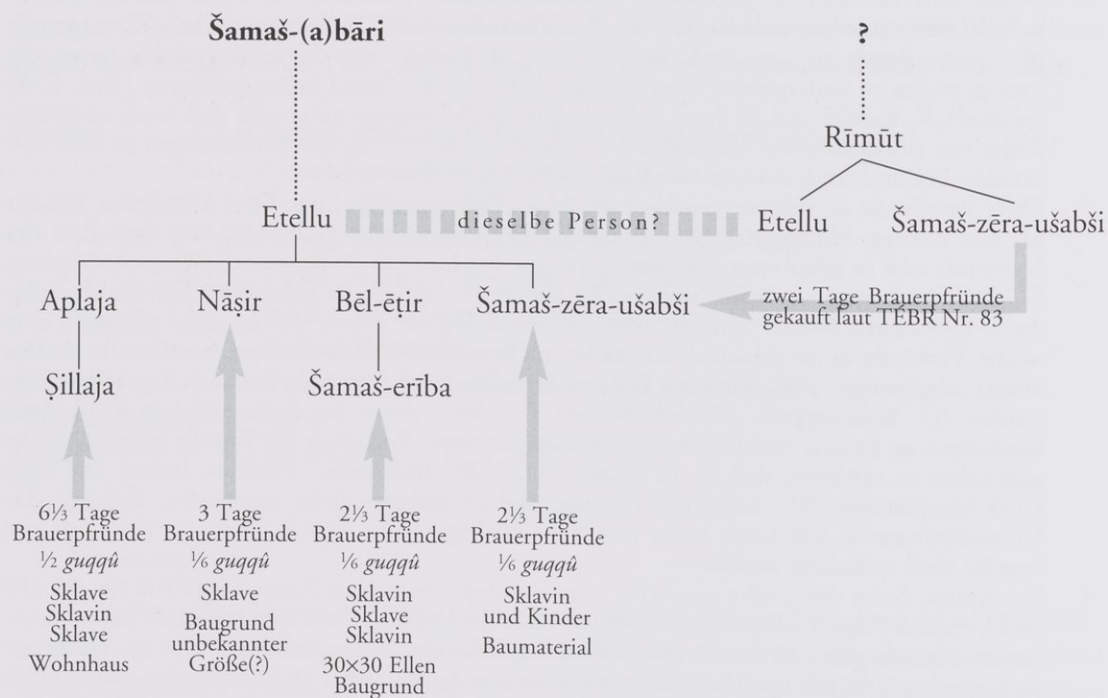 Šamaš-(a)bāri
?
Rīmūt
Etellu
dieselbe Person?
Etellu
Šamaš-zēra-ušabši
Aplaja
Nāṣir
Bēl-ēṭir
Šamaš-zēra-ušabši
zwei Tage Brauerpfründe
gekauft laut TÉBR Nr. 83
Ṣillaja
Šamaš-erība
6⅓ Tage
Brauerpfründe
½ guqqû
Sklave
Sklavin
Sklave
Wohnhaus
3 Tage
Brauerpfründe
⅙ guqqû
Sklave
Baugrund
unbekannter
Größe(?)
2⅓ Tage
Brauerpfründe
⅙ guqqû
Sklavin
Sklave
Sklavin
30×30 Ellen
Baugrund
2⅓ Tage
Brauerpfründe
⅙ guqqû
Sklavin
und Kinder
Baumaterial